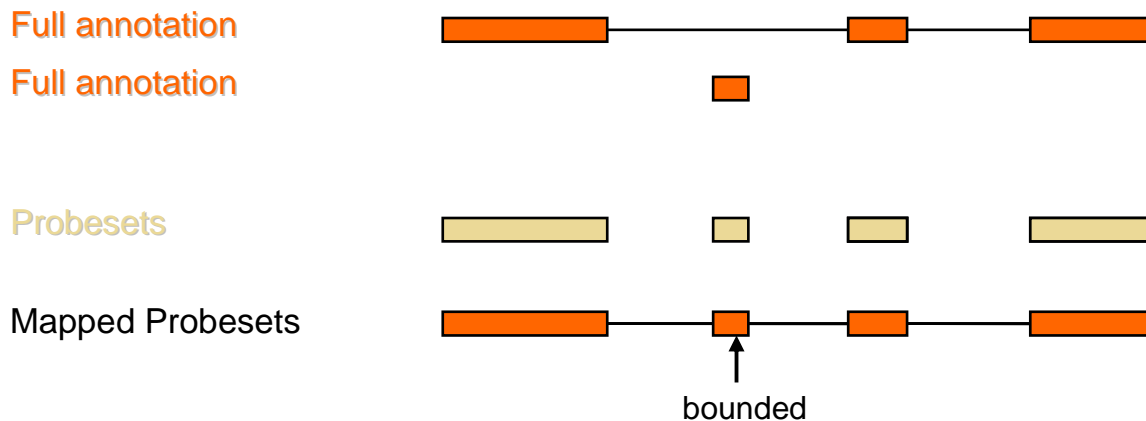 Full annotation
Full annotation
Probesets
Mapped Probesets
bounded